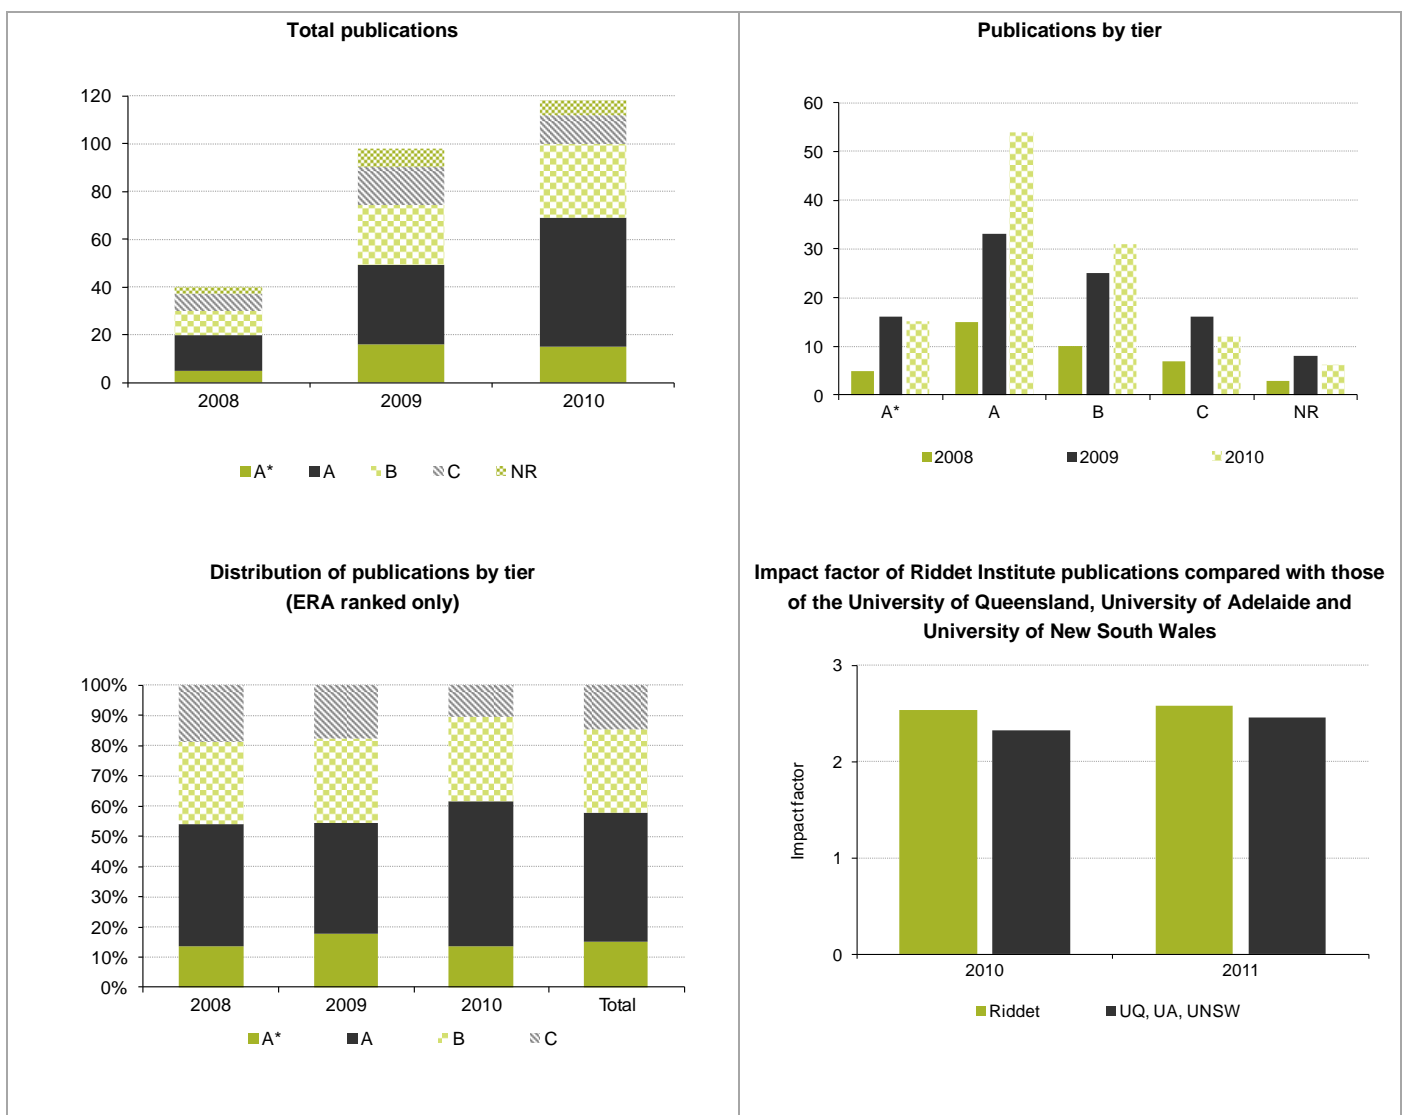 Total publications
120
100
80
60
40
20
0
2008 2009 2010
A* A B C NR
Publications by tier
60
50
40
30
20
10
0
A* A B C NR
2008 2009 2010
Distribution of publications by tier
(ERA ranked only)
100%
90%
80%
70%
60%
50%
40%
30%
20%
10%
0%
2008 2009 2010 Total
A* A B C
Impact factor of Riddet Institute publications compared with those
of the University of Queensland, University of Adelaide and
University of New South Wales
Impact factor
3
2
1
0
2010 2011
Riddet UQ, UA, UNSW